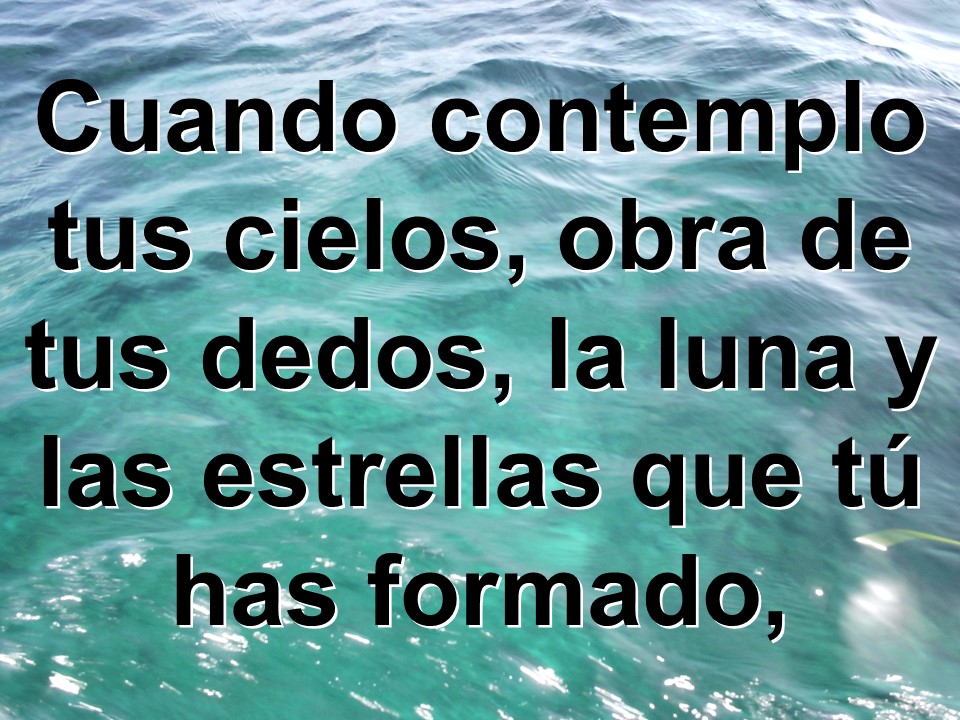 Cuando contemplo
tus cielos, obra de
tus dedos, la luna y
las estrellas que tú
has formado,